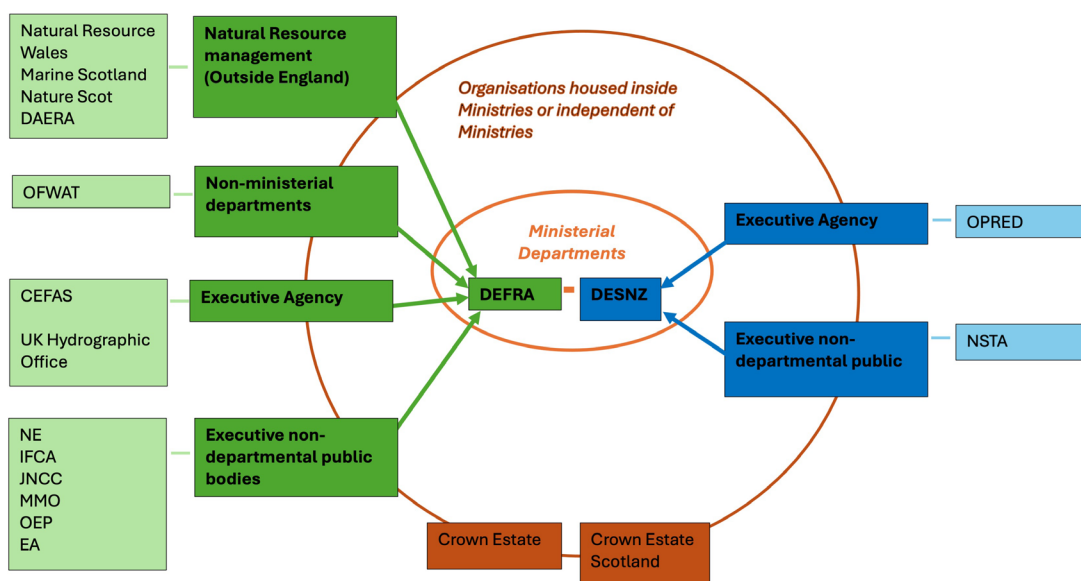 Natural Resource
Wales
Marine Scotland
Nature Scot
DAERA
Natural Resource
management
(Outside England)
Organisations housed inside
Ministries or independent of
Ministries
OFWAT
Non-ministerial
departments
Ministerial
Departments
Executive Agency
OPRED
CEFAS
UK Hydrographic
Office
Executive Agency
DEFRA
DESNZ
Executive non-
departmental public
NSTA
NE
IFCA
JNCC
MMO
OEP
EA
Executive non-
departmental public
bodies
Crown Estate
Crown Estate
Scotland